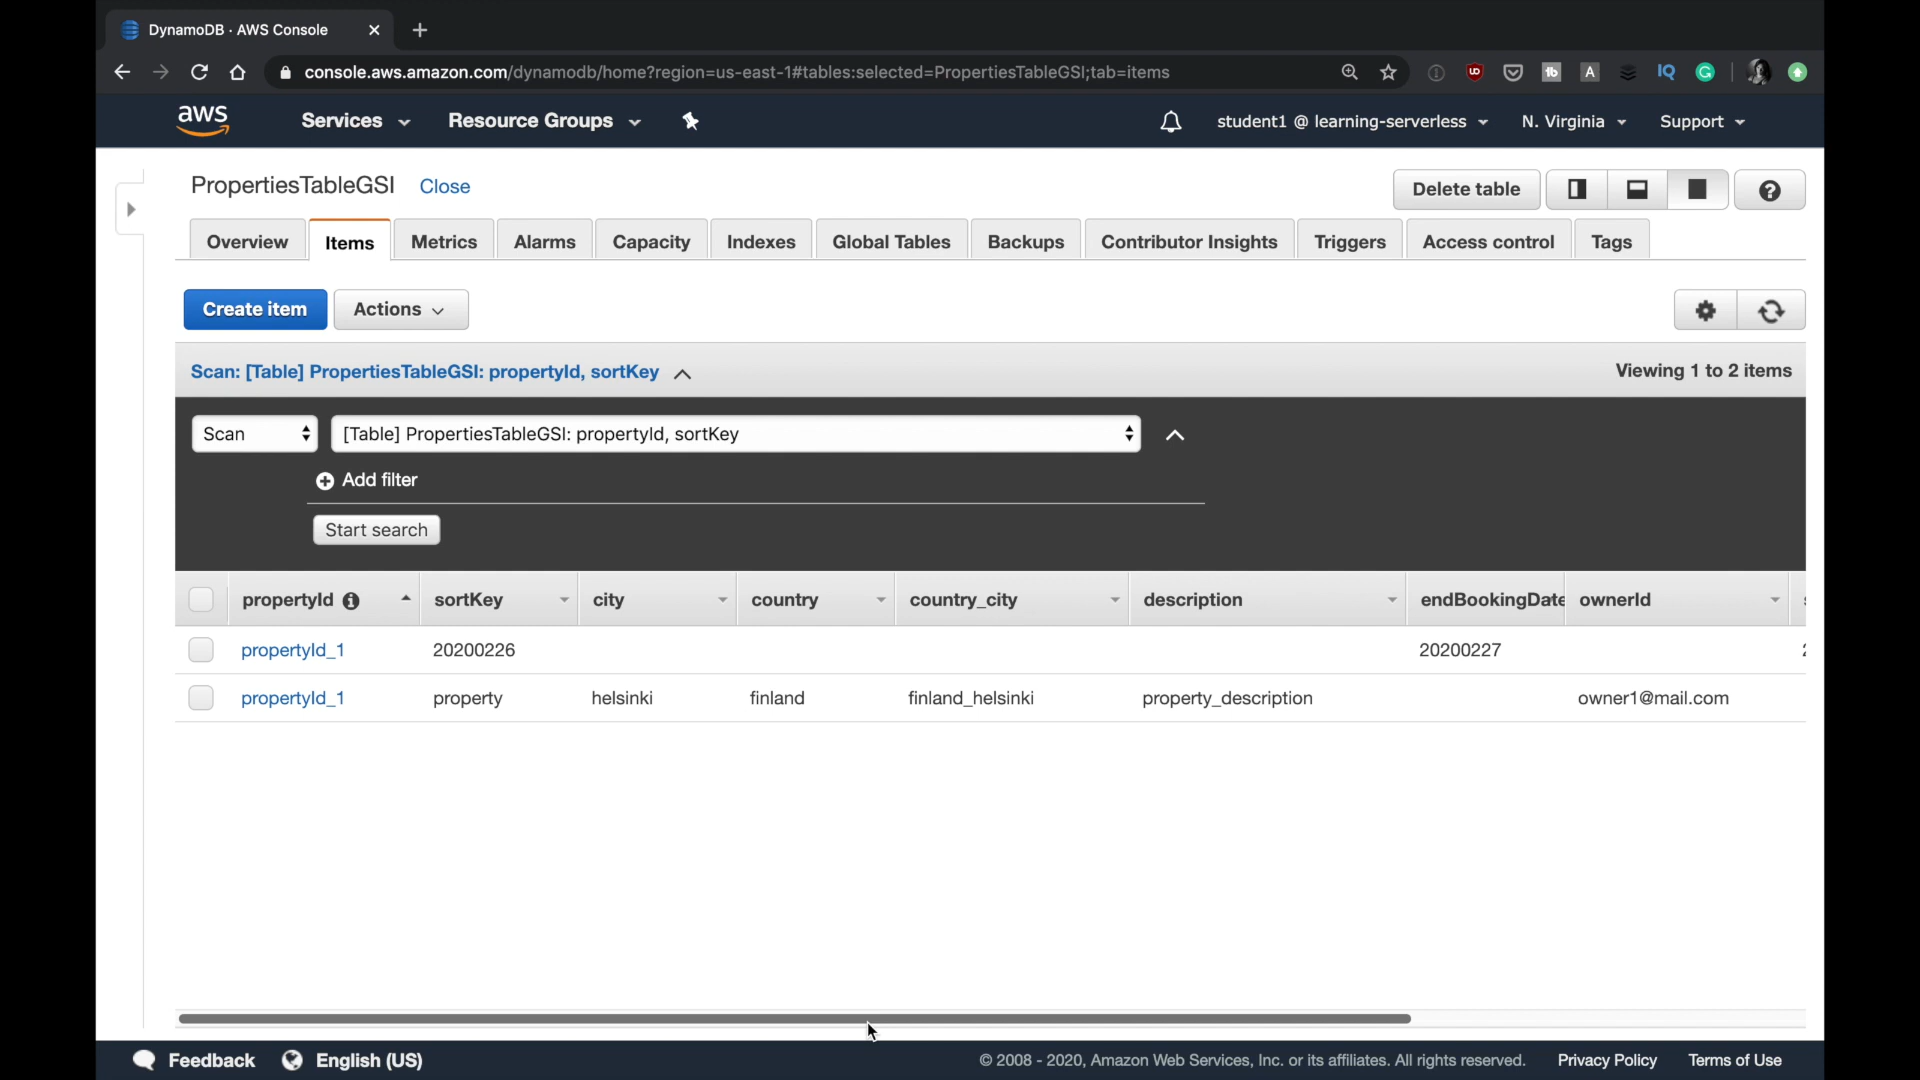 DynamoDB · AWS Console
console.aws.amazon.com/dynamodb/home?region=us-east-1#tables:selected=PropertiesTableGSI;tab=items
aws Services Resource Groups student1 @ learning-serverless N. Virginia Support
PropertiesTableGSI Close Delete table
Overview Items Metrics Alarms Capacity Indexes Global Tables Backups Contributor Insights Triggers Access control Tags
Create item Actions
Scan: [Table] PropertiesTableGSI: propertyId, sortKey Viewing 1 to 2 items
Scan [Table] PropertiesTableGSI: propertyId, sortKey
Add filter
Start search
propertyId sortKey city country country_city description endBookingDate ownerId
propertyId_1 20200226 20200227
propertyId_1 property helsinki finland finland_helsinki property_description owner1@mail.com
Feedback English (US) © 2008 - 2020, Amazon Web Services, Inc. or its affiliates. All rights reserved. Privacy Policy Terms of Use